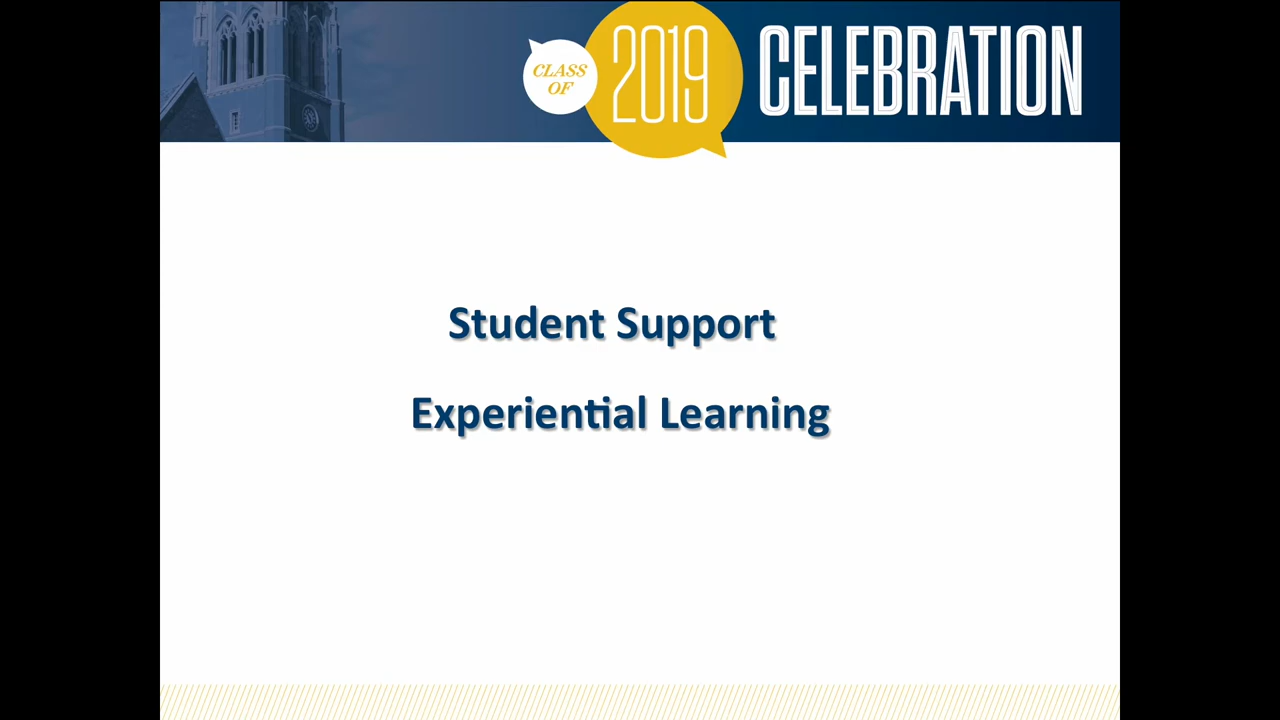 CLASS
OF
2019
CELEBRATION
Student Support
Experiential Learning